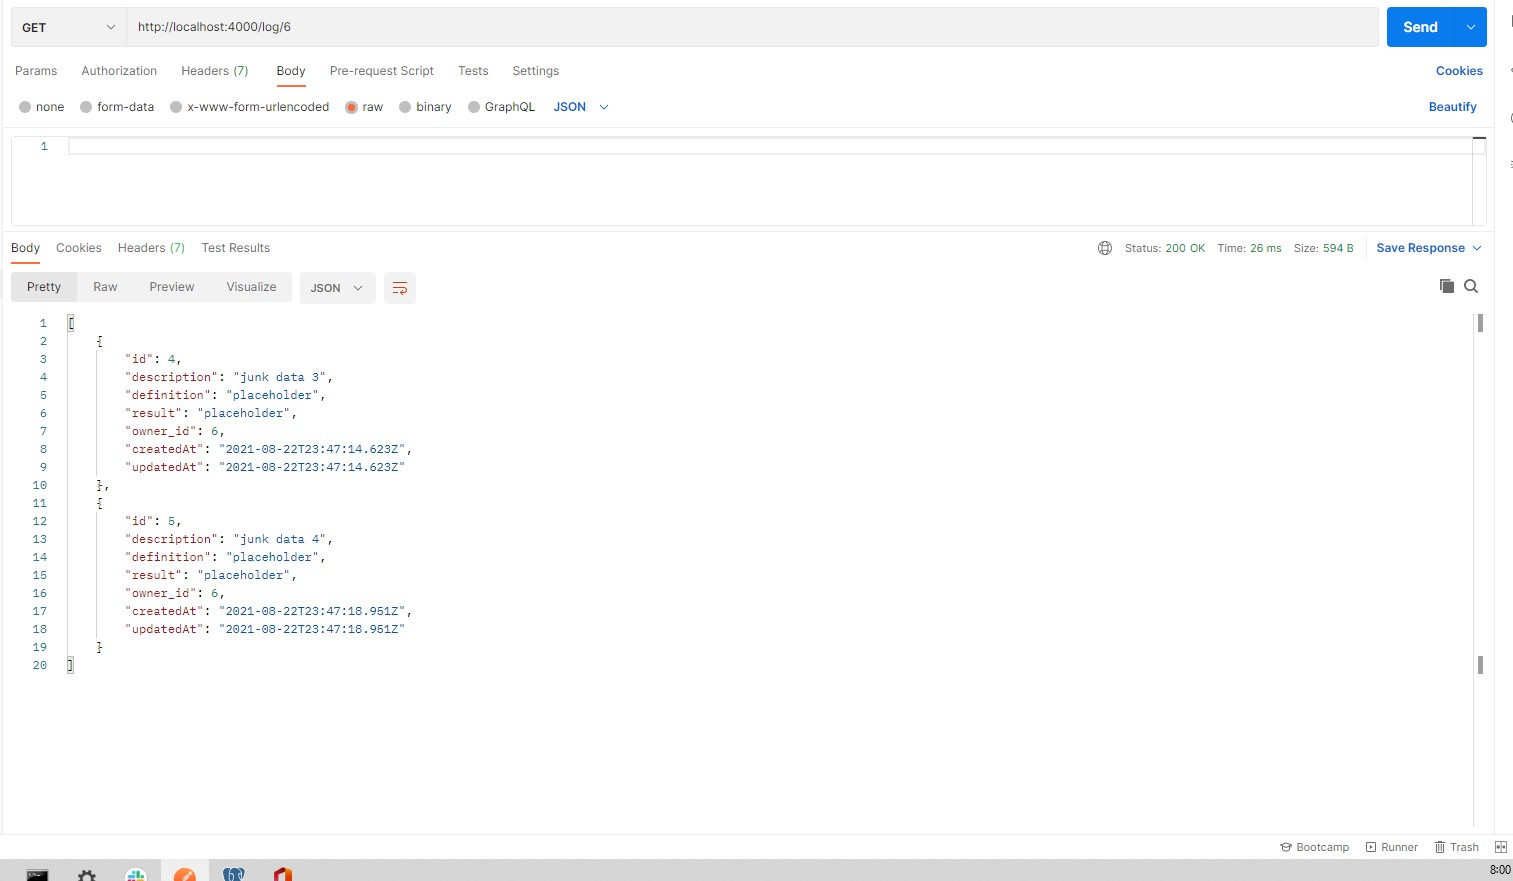 GET http://localhost:4000/log/6 Send
Params Authorization Headers (7) Body Pre-request Script Tests Settings Cookies
none form-data x-www-form-urlencoded raw binary GraphQL JSON Beautify
1
Body Cookies Headers (7) Test Results Status: 200 OK Time: 26 ms Size: 594 B Save Response
Pretty Raw Preview Visualize JSON
1 [
2 {
3 "id": 4,
4 "description": "junk data 3",
5 "definition": "placeholder",
6 "result": "placeholder",
7 "owner_id": 6,
8 "createdAt": "2021-08-22T23:47:14.623Z",
9 "updatedAt": "2021-08-22T23:47:14.623Z"
10 },
11 {
12 "id": 5,
13 "description": "junk data 4",
14 "definition": "placeholder",
15 "result": "placeholder",
16 "owner_id": 6,
17 "createdAt": "2021-08-22T23:47:18.951Z",
18 "updatedAt": "2021-08-22T23:47:18.951Z"
19 }
20 ]
Bootcamp Runner Trash
8:00